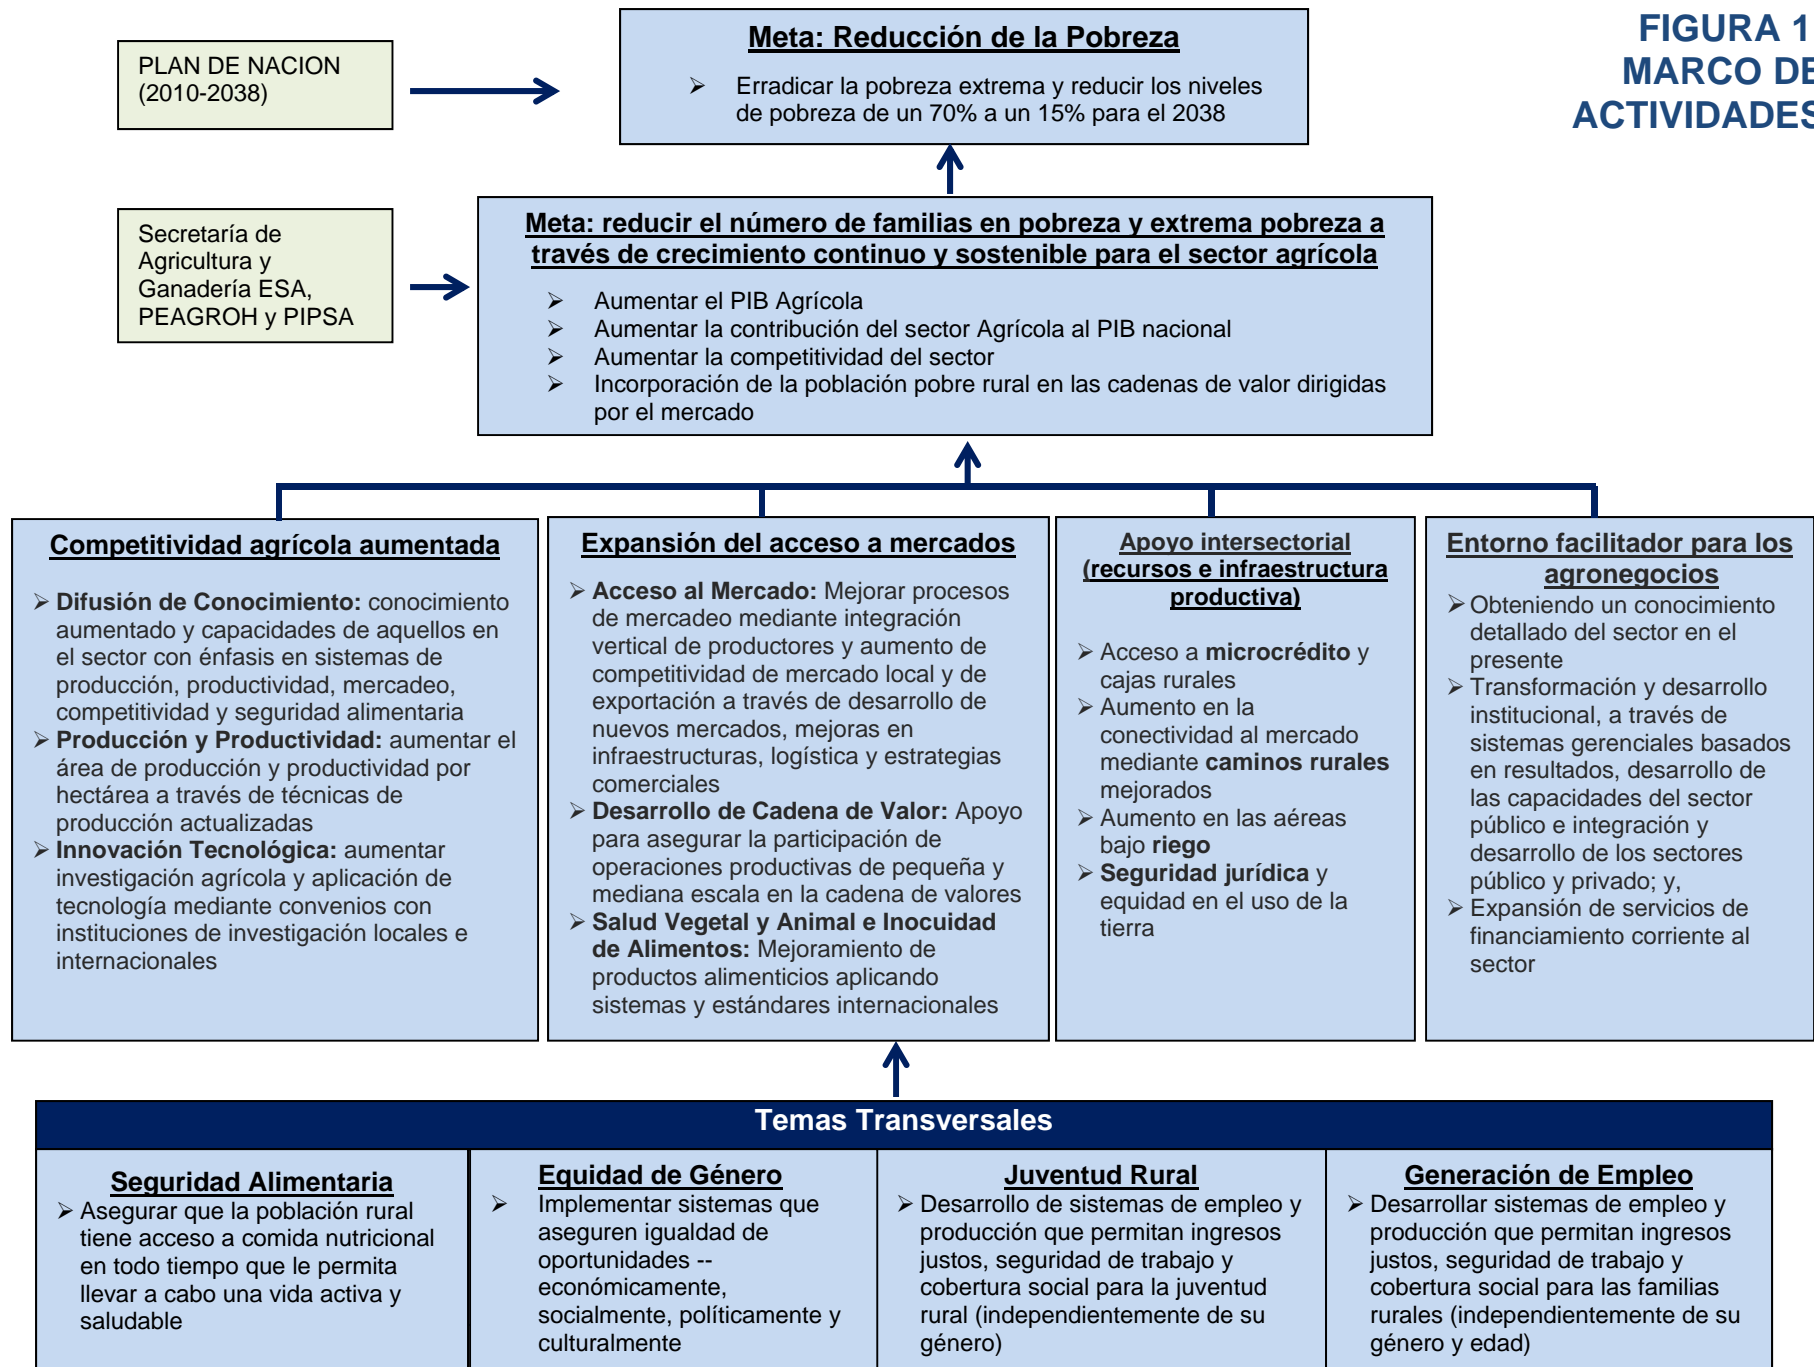 FIGURA 1
MARCO DE
ACTIVIDADES
PLAN DE NACION
(2010-2038)
Meta: Reducción de la Pobreza
➢ Erradicar la pobreza extrema y reducir los niveles
de pobreza de un 70% a un 15% para el 2038
Secretaría de
Agricultura y
Ganadería ESA,
PEAGROH y PIPSA
Meta: reducir el número de familias en pobreza y extrema pobreza a
través de crecimiento continuo y sostenible para el sector agrícola
➢ Aumentar el PIB Agrícola
➢ Aumentar la contribución del sector Agrícola al PIB nacional
➢ Aumentar la competitividad del sector
➢ Incorporación de la población pobre rural en las cadenas de valor dirigidas
por el mercado
Competitividad agrícola aumentada
➢ Difusión de Conocimiento: conocimiento
aumentado y capacidades de aquellos en
el sector con énfasis en sistemas de
producción, productividad, mercadeo,
competitividad y seguridad alimentaria
➢ Producción y Productividad: aumentar el
área de producción y productividad por
hectárea a través de técnicas de
producción actualizadas
➢ Innovación Tecnológica: aumentar
investigación agrícola y aplicación de
tecnología mediante convenios con
instituciones de investigación locales e
internacionales
Expansión del acceso a mercados
➢ Acceso al Mercado: Mejorar procesos
de mercadeo mediante integración
vertical de productores y aumento de
competitividad de mercado local y de
exportación a través de desarrollo de
nuevos mercados, mejoras en
infraestructuras, logística y estrategias
comerciales
➢ Desarrollo de Cadena de Valor: Apoyo
para asegurar la participación de
operaciones productivas de pequeña y
mediana escala en la cadena de valores
➢ Salud Vegetal y Animal e Inocuidad
de Alimentos: Mejoramiento de
productos alimenticios aplicando
sistemas y estándares internacionales
Apoyo intersectorial
(recursos e infraestructura
productiva)
➢ Acceso a microcrédito y
cajas rurales
➢ Aumento en la
conectividad al mercado
mediante caminos rurales
mejorados
➢ Aumento en las aéreas
bajo riego
➢ Seguridad jurídica y
equidad en el uso de la
tierra
Entorno facilitador para los
agronegocios
➢ Obteniendo un conocimiento
detallado del sector en el
presente
➢ Transformación y desarrollo
institucional, a través de
sistemas gerenciales basados
en resultados, desarrollo de
las capacidades del sector
público e integración y
desarrollo de los sectores
público y privado; y,
➢ Expansión de servicios de
financiamiento corriente al
sector
Temas Transversales
Seguridad Alimentaria
➢ Asegurar que la población rural
tiene acceso a comida nutricional
en todo tiempo que le permita
llevar a cabo una vida activa y
saludable
Equidad de Género
➢ Implementar sistemas que
aseguren igualdad de
oportunidades --
económicamente,
socialmente, políticamente y
culturalmente
Juventud Rural
➢ Desarrollo de sistemas de empleo y
producción que permitan ingresos
justos, seguridad de trabajo y
cobertura social para la juventud
rural (independientemente de su
género)
Generación de Empleo
➢ Desarrollar sistemas de empleo y
producción que permitan ingresos
justos, seguridad de trabajo y
cobertura social para las familias
rurales (independientemente de su
género y edad)